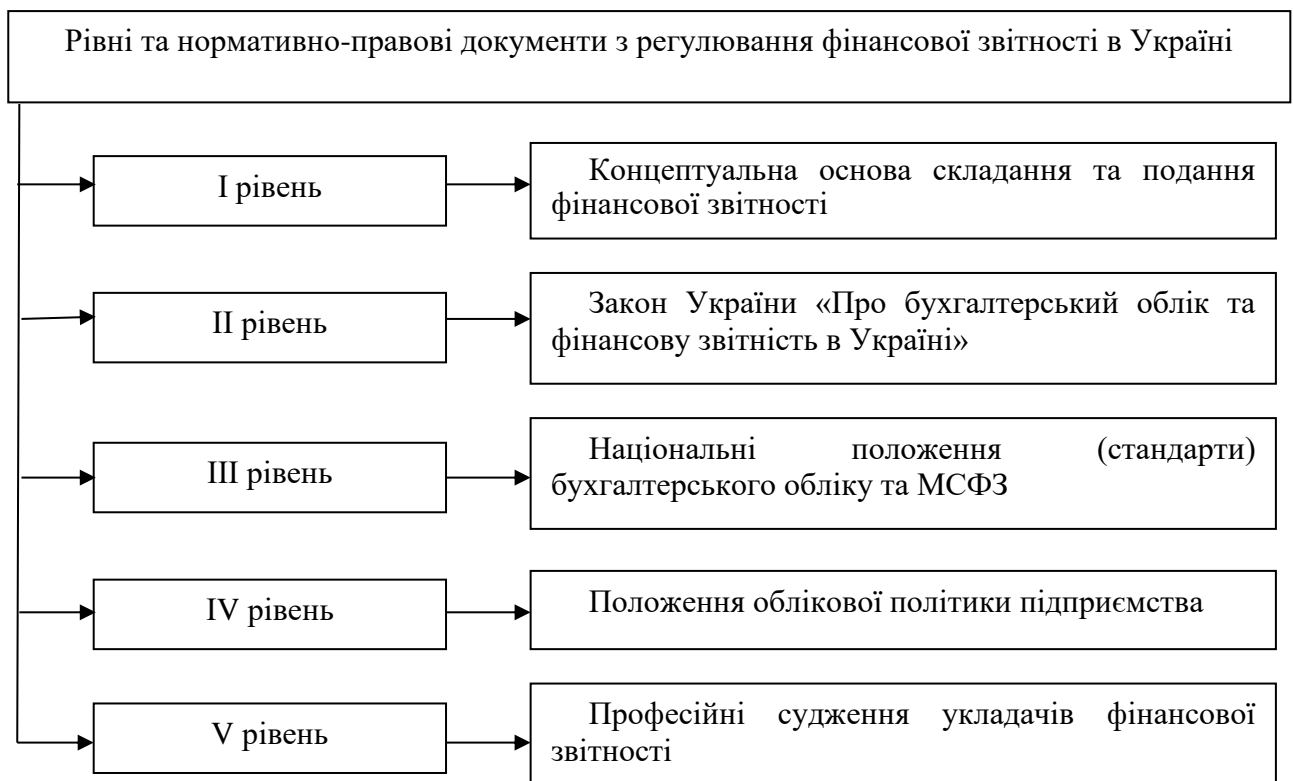 Рівні та нормативно-правові документи з регулювання фінансової звітності в Україні
I рівень
Концептуальна основа складання та подання
фінансової звітності
II рівень
Закон України «Про бухгалтерський облік та
фінансову звітність в Україні»
III рівень
Національні положення (стандарти)
бухгалтерського обліку та МСФЗ
IV рівень
Положення облікової політики підприємства
V рівень
Професійні судження укладачів фінансової
звітності